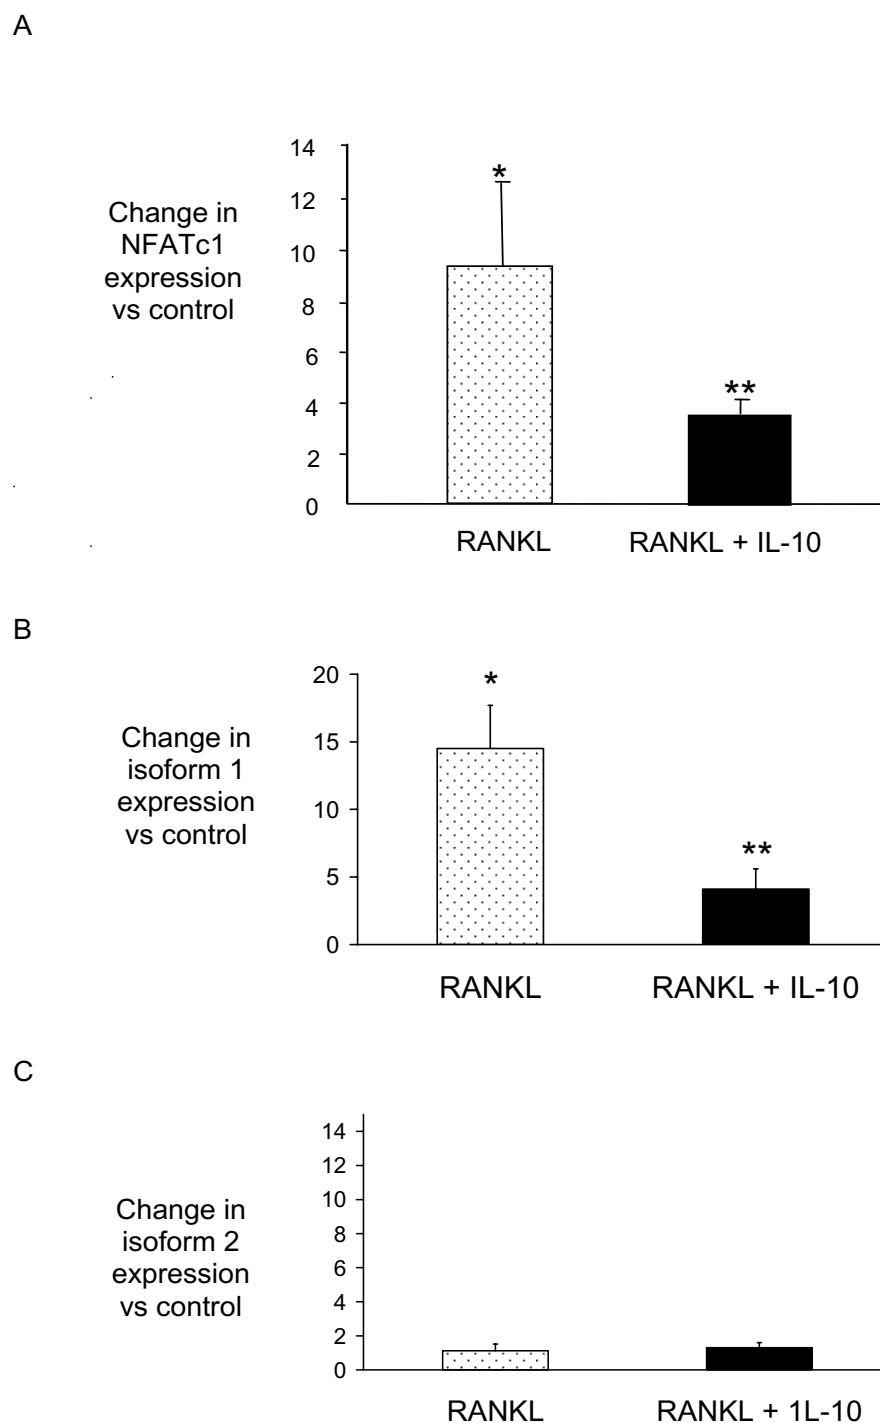 A
14
*
12
Change in
NFATc1
expression
vs control
10
8
6
4
**
2
0
RANKL
RANKL + IL-10
B
20
*
15
Change in
isoform 1
expression
vs control
10
**
5
0
RANKL
RANKL + IL-10
C
14
12
10
8
Change in
isoform 2
expression
vs control
6
4
2
0
RANKL
RANKL + 1L-10